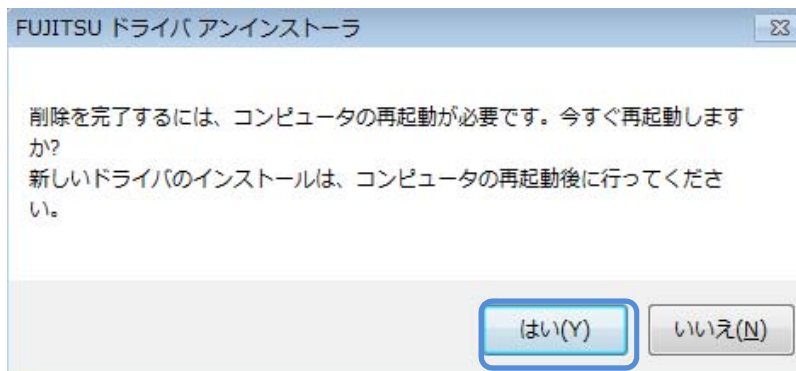 FUJITSU ドライバ アンインストーラ
削除を完了するには、コンピュータの再起動が必要です。今すぐ再起動します
か?
新しいドライバのインストールは、コンピュータの再起動後に行ってくださ
い。
はい(Y)
いいえ(N)